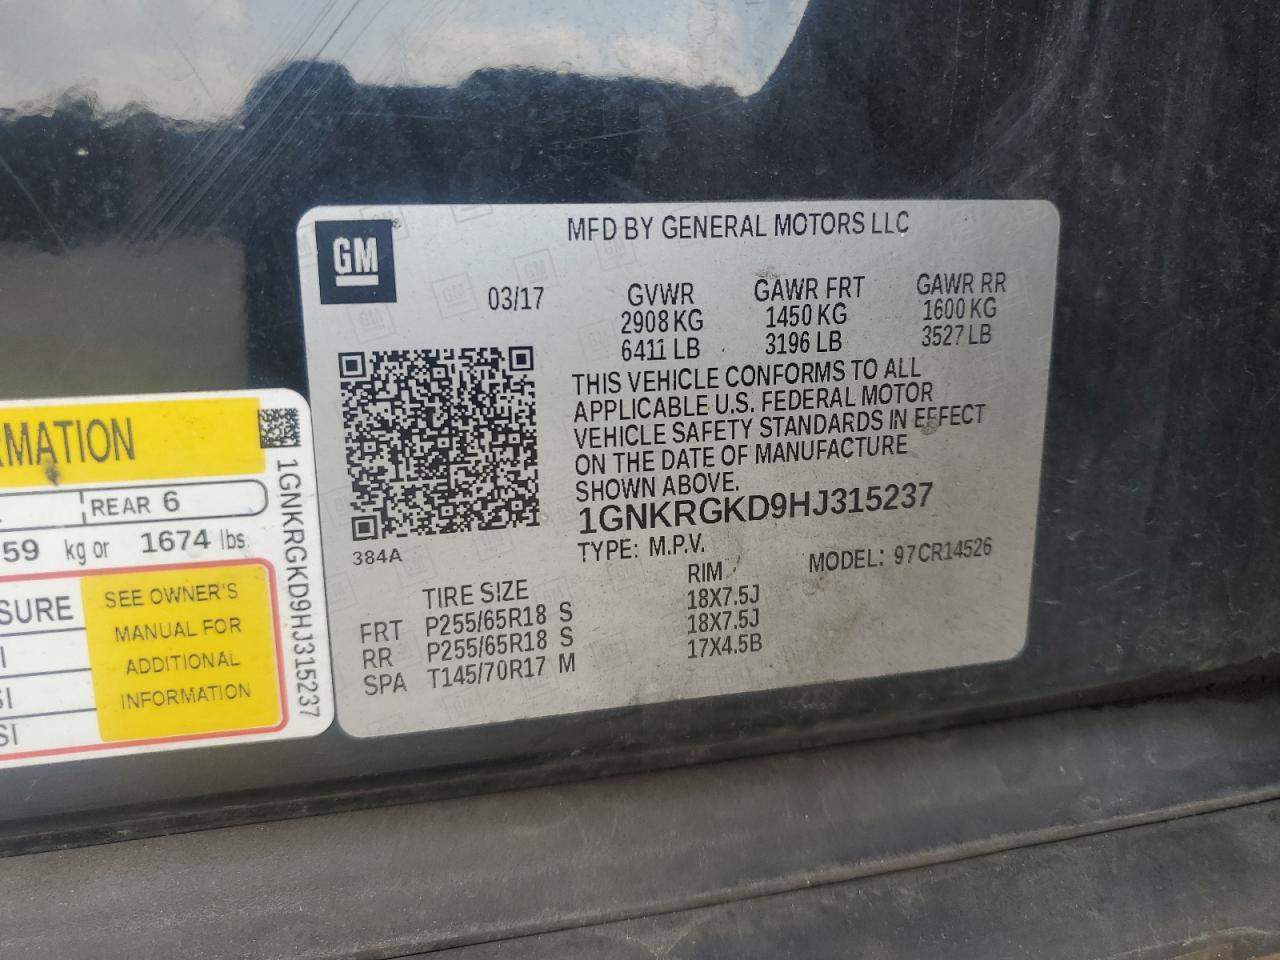 GM
®
MFD BY GENERAL MOTORS LLC
03/17
GVWR
2908 KG
6411 LB
GAWR FRT
1450 KG
3196 LB
GAWR RR
1600 KG
3527 LB
THIS VEHICLE CONFORMS TO ALL
APPLICABLE U.S. FEDERAL MOTOR
VEHICLE SAFETY STANDARDS IN EFFECT
ON THE DATE OF MANUFACTURE
SHOWN ABOVE.
1GNKRGKD9HJ315237
TYPE: M.P.V. MODEL: 97CR14526
384A
TIRE SIZE RIM
FRT P255/65R18 S 18X7.5J
RR P255/65R18 S 18X7.5J
SPA T145/70R17 M 17X4.5B
RMATION
REAR 6
59 kg or 1674 lbs.
SURE
SEE OWNER'S
MANUAL FOR
ADDITIONAL
INFORMATION
I
SI
SI
1GNKRGKD9HJ315237